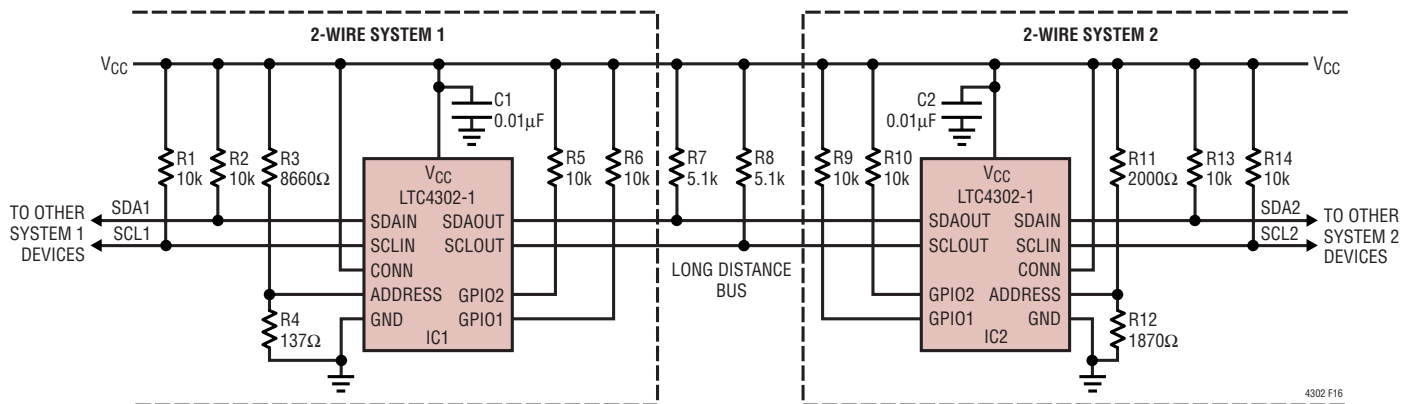 2-WIRE SYSTEM 1
2-WIRE SYSTEM 2
VCC
VCC
C1
0.01µF
C2
0.01µF
R1
10k
R2
10k
R3
8660Ω
R5
10k
R6
10k
R7
5.1k
R8
5.1k
R9
10k
R10
10k
R11
2000Ω
R13
10k
R14
10k
VCC
LTC4302-1
SDAIN
SDAOUT
SCLIN
SCLOUT
CONN
ADDRESS
GPIO2
GND
GPIO1
IC1
VCC
LTC4302-1
SDAOUT
SDAIN
SCLOUT
SCLIN
CONN
GPIO2
ADDRESS
GPIO1
GND
IC2
TO OTHER
SYSTEM 1
DEVICES
SDA1
SCL1
LONG DISTANCE
BUS
SDA2
SCL2
TO OTHER
SYSTEM 2
DEVICES
R4
137Ω
R12
1870Ω
4302 F16